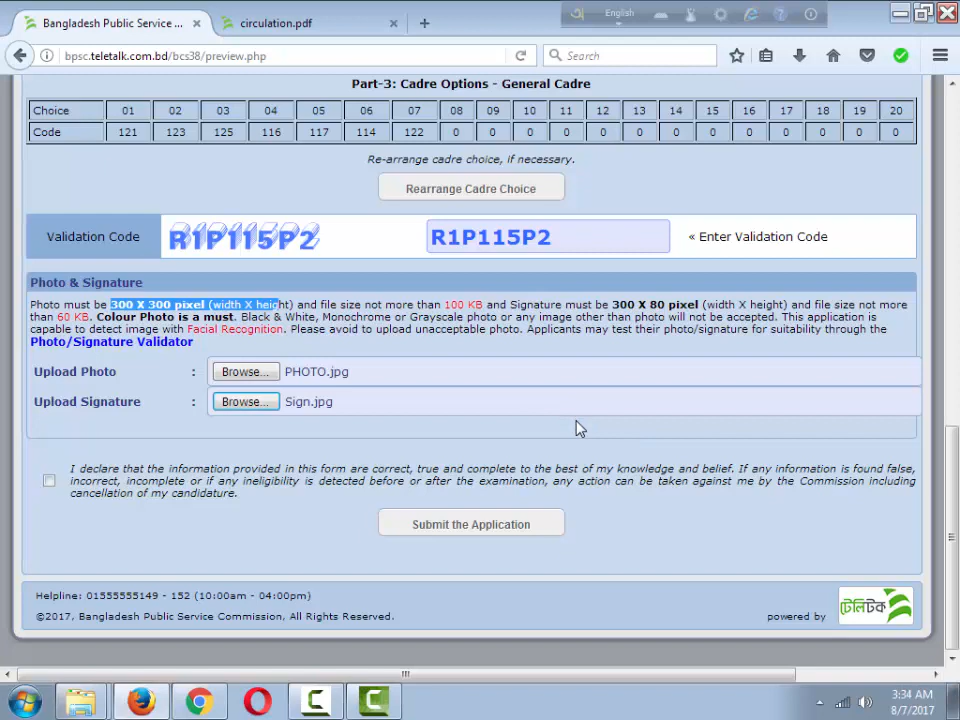 Bangladesh Public Service ...
circulation.pdf
English
bpsc.teletalk.com.bd/bcs38/preview.php
Search
Part-3: Cadre Options - General Cadre
Choice 01 02 03 04 05 06 07 08 09 10 11 12 13 14 15 16 17 18 19 20
Code 121 123 125 116 117 114 122 0 0 0 0 0 0 0 0 0 0 0 0 0
Re-arrange cadre choice, if necessary.
Rearrange Cadre Choice
Validation Code R1P115P2 R1P115P2 « Enter Validation Code
Photo & Signature
Photo must be 300 X 300 pixel (width X height) and file size not more than 100 KB and Signature must be 300 X 80 pixel (width X height) and file size not more
than 60 KB. Colour Photo is a must. Black & White, Monochrome or Grayscale photo or any image other than photo will not be accepted. This application is
capable to detect image with Facial Recognition. Please avoid to upload unacceptable photo. Applicants may test their photo/signature for suitability through the
Photo/Signature Validator
Upload Photo : Browse... PHOTO.jpg
Upload Signature : Browse... Sign.jpg
I declare that the information provided in this form are correct, true and complete to the best of my knowledge and belief. If any information is found false,
incorrect, incomplete or if any ineligibility is detected before or after the examination, any action can be taken against me by the Commission including
cancellation of my candidature.
Submit the Application
Helpline: 01555555149 - 152 (10:00am - 04:00pm)
©2017, Bangladesh Public Service Commission, All Rights Reserved.
powered by
টেলিটক
3:34 AM
8/7/2017